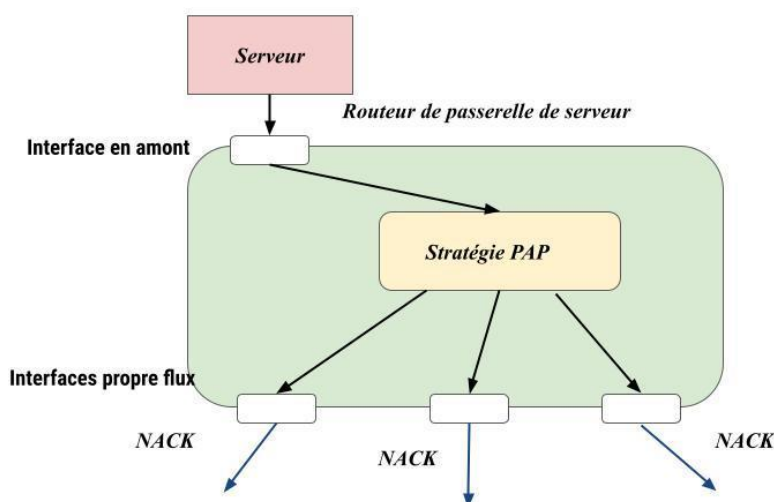 Serveur
Routeur de passerelle de serveur
Interface en amont
Stratégie PAP
Interfaces propre flux
NACK
NACK
NACK